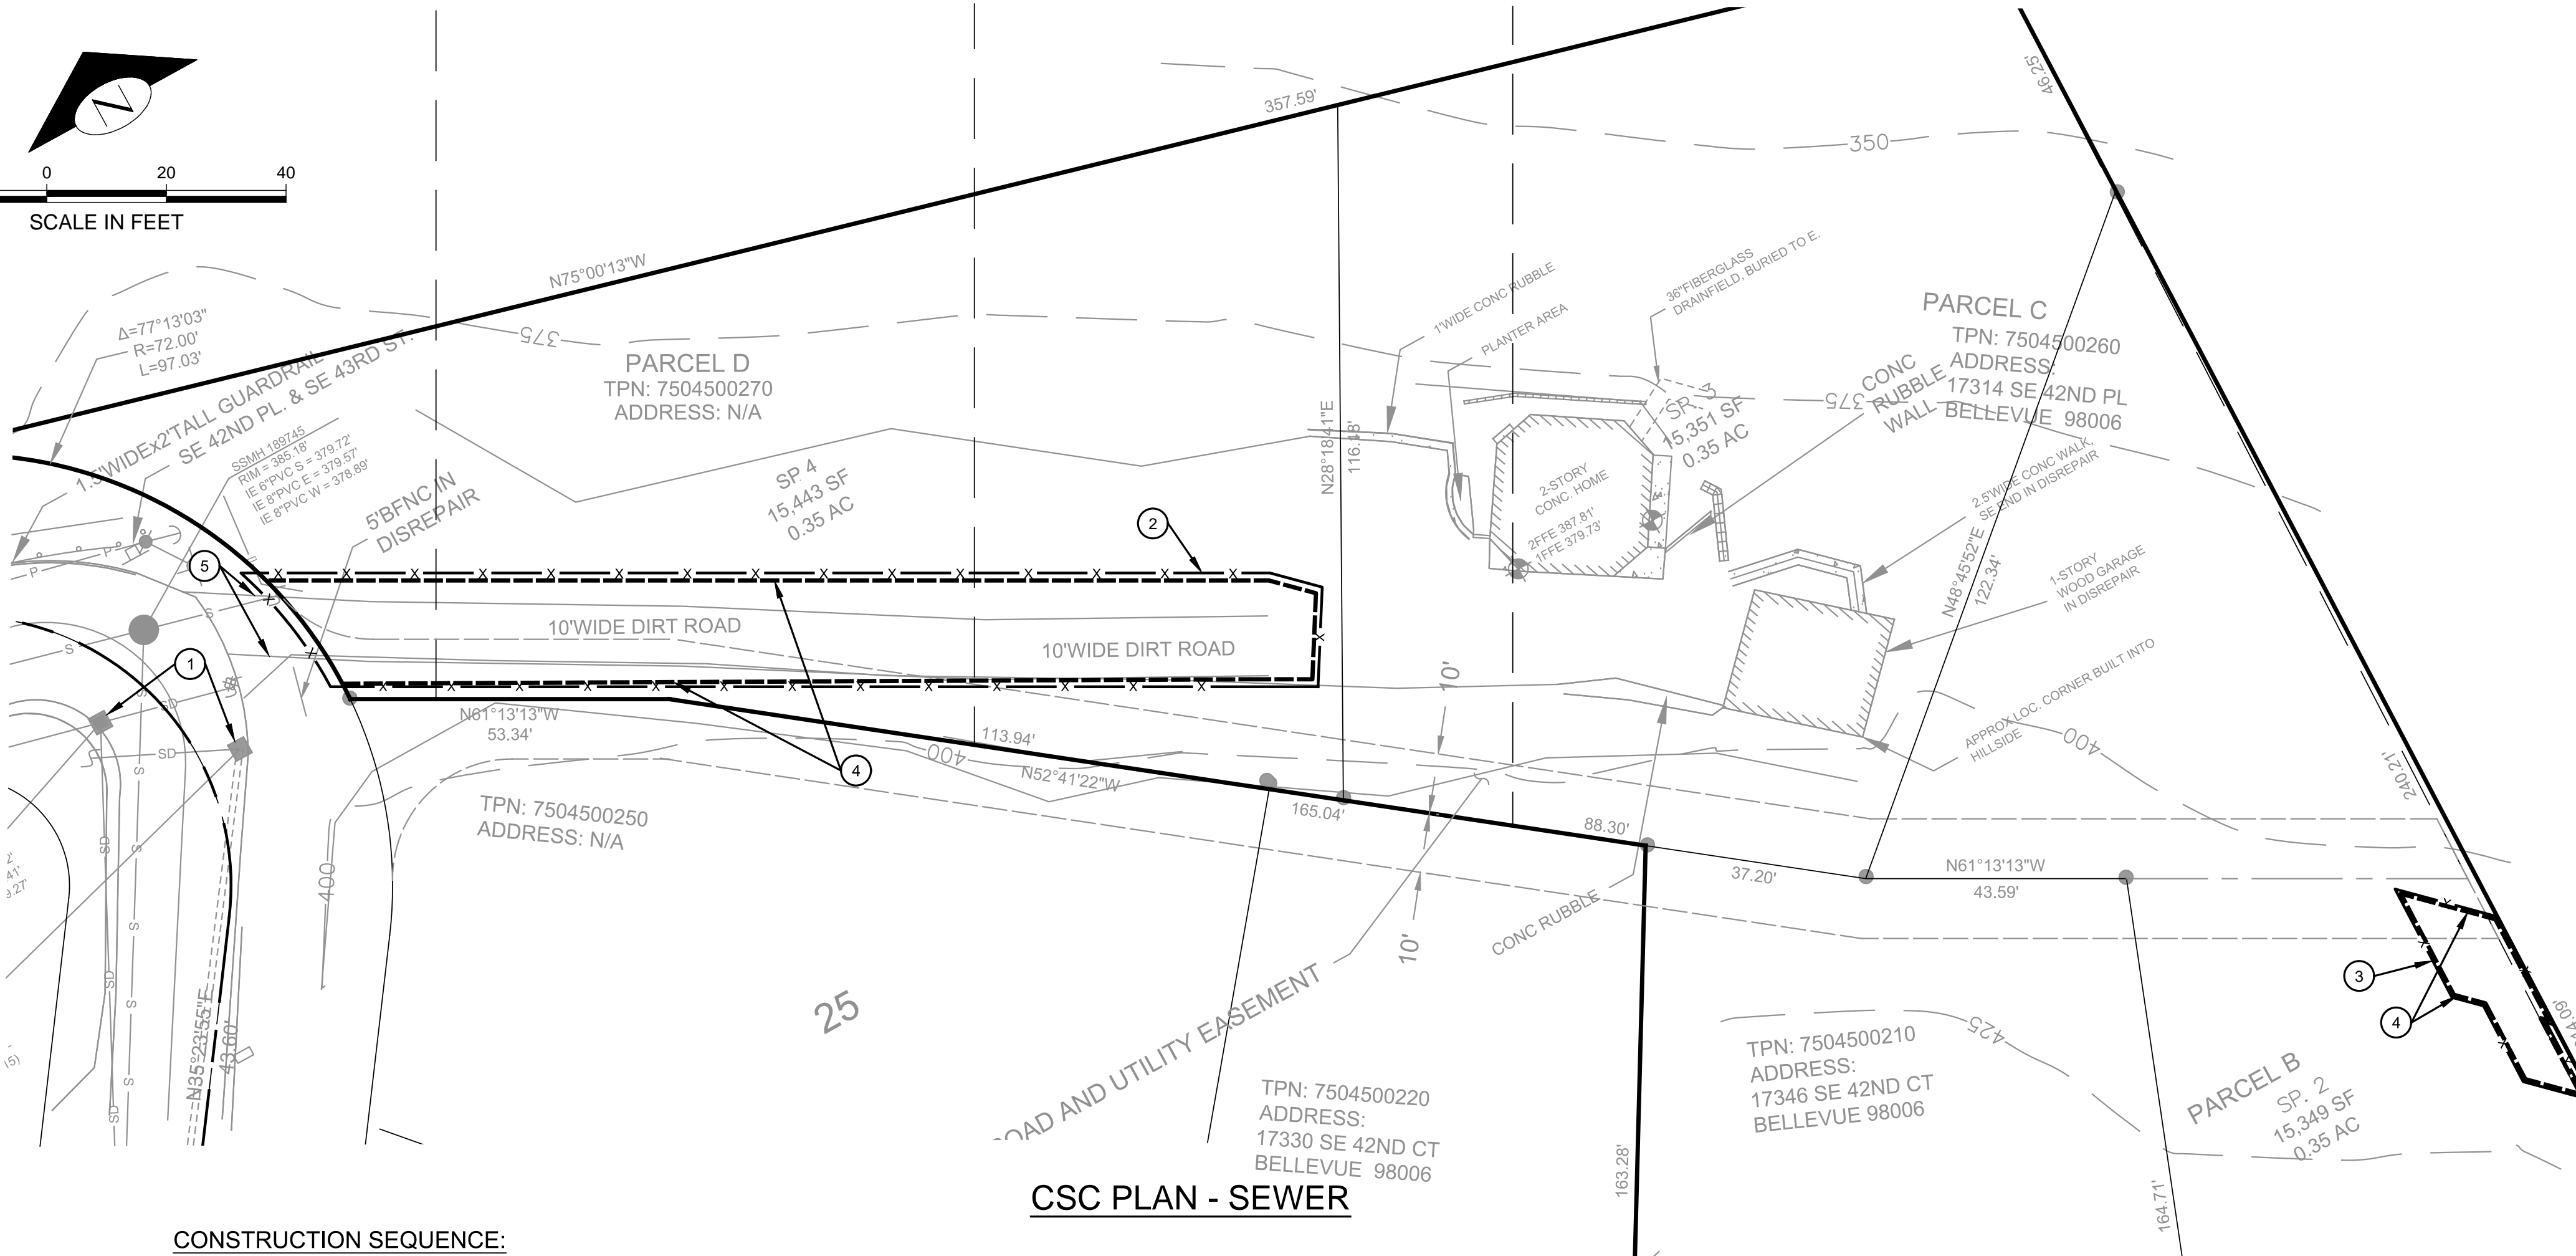 N
0 20 40
SCALE IN FEET
357.59'
46.25'
350
N75°00'13"W
Δ=77°13'03"
R=72.00'
L=97.03'
375
PARCEL D
TPN: 7504500270
ADDRESS: N/A
1'WIDE CONC RUBBLE
PLANTER AREA
36"FIBERGLASS
DRAINFIELD, BURIED TO E.
PARCEL C
TPN: 7504500260
ADDRESS:
17314 SE 42ND PL
BELLEVUE 98006
375
CONC
RUBBLE
WALL
1.5'WIDEx2'TALL GUARDRAIL
SE 42ND PL. & SE 43RD ST.
SSMH 189745
RIM = 385.18'
IE 6"PVC S = 379.72'
IE 8"PVC E = 379.57'
IE 8"PVC W = 378.89'
5'BFNC IN
DISREPAIR
SP. 4
15,443 SF
0.35 AC
N28°18'41"E
116.18'
SP. 3
15,351 SF
0.35 AC
2-STORY
CONC. HOME
2FFE 387.81'
1FFE 379.73'
2.5'WIDE CONC WALK,
SE END IN DISREPAIR
N48°45'52"E
122.34'
1-STORY
WOOD GARAGE
IN DISREPAIR
2
5
1
10'WIDE DIRT ROAD
10'WIDE DIRT ROAD
10'
APPROX LOC. CORNER BUILT INTO
HILLSIDE
400
240.21'
N61°13'13"W
53.34'
113.94'
400
N52°41'22"W
4
165.04'
88.30'
37.20'
N61°13'13"W
43.59'
TPN: 7504500250
ADDRESS: N/A
400
CONC RUBBLE
10'
3
4
25
ROAD AND UTILITY EASEMENT
N35°23'55"E
43.60'
TPN: 7504500220
ADDRESS:
17330 SE 42ND CT
BELLEVUE 98006
TPN: 7504500210
ADDRESS:
17346 SE 42ND CT
BELLEVUE 98006
425
PARCEL B
SP. 2
15,349 SF
0.35 AC
163.28'
164.71'
CSC PLAN - SEWER
CONSTRUCTION SEQUENCE: